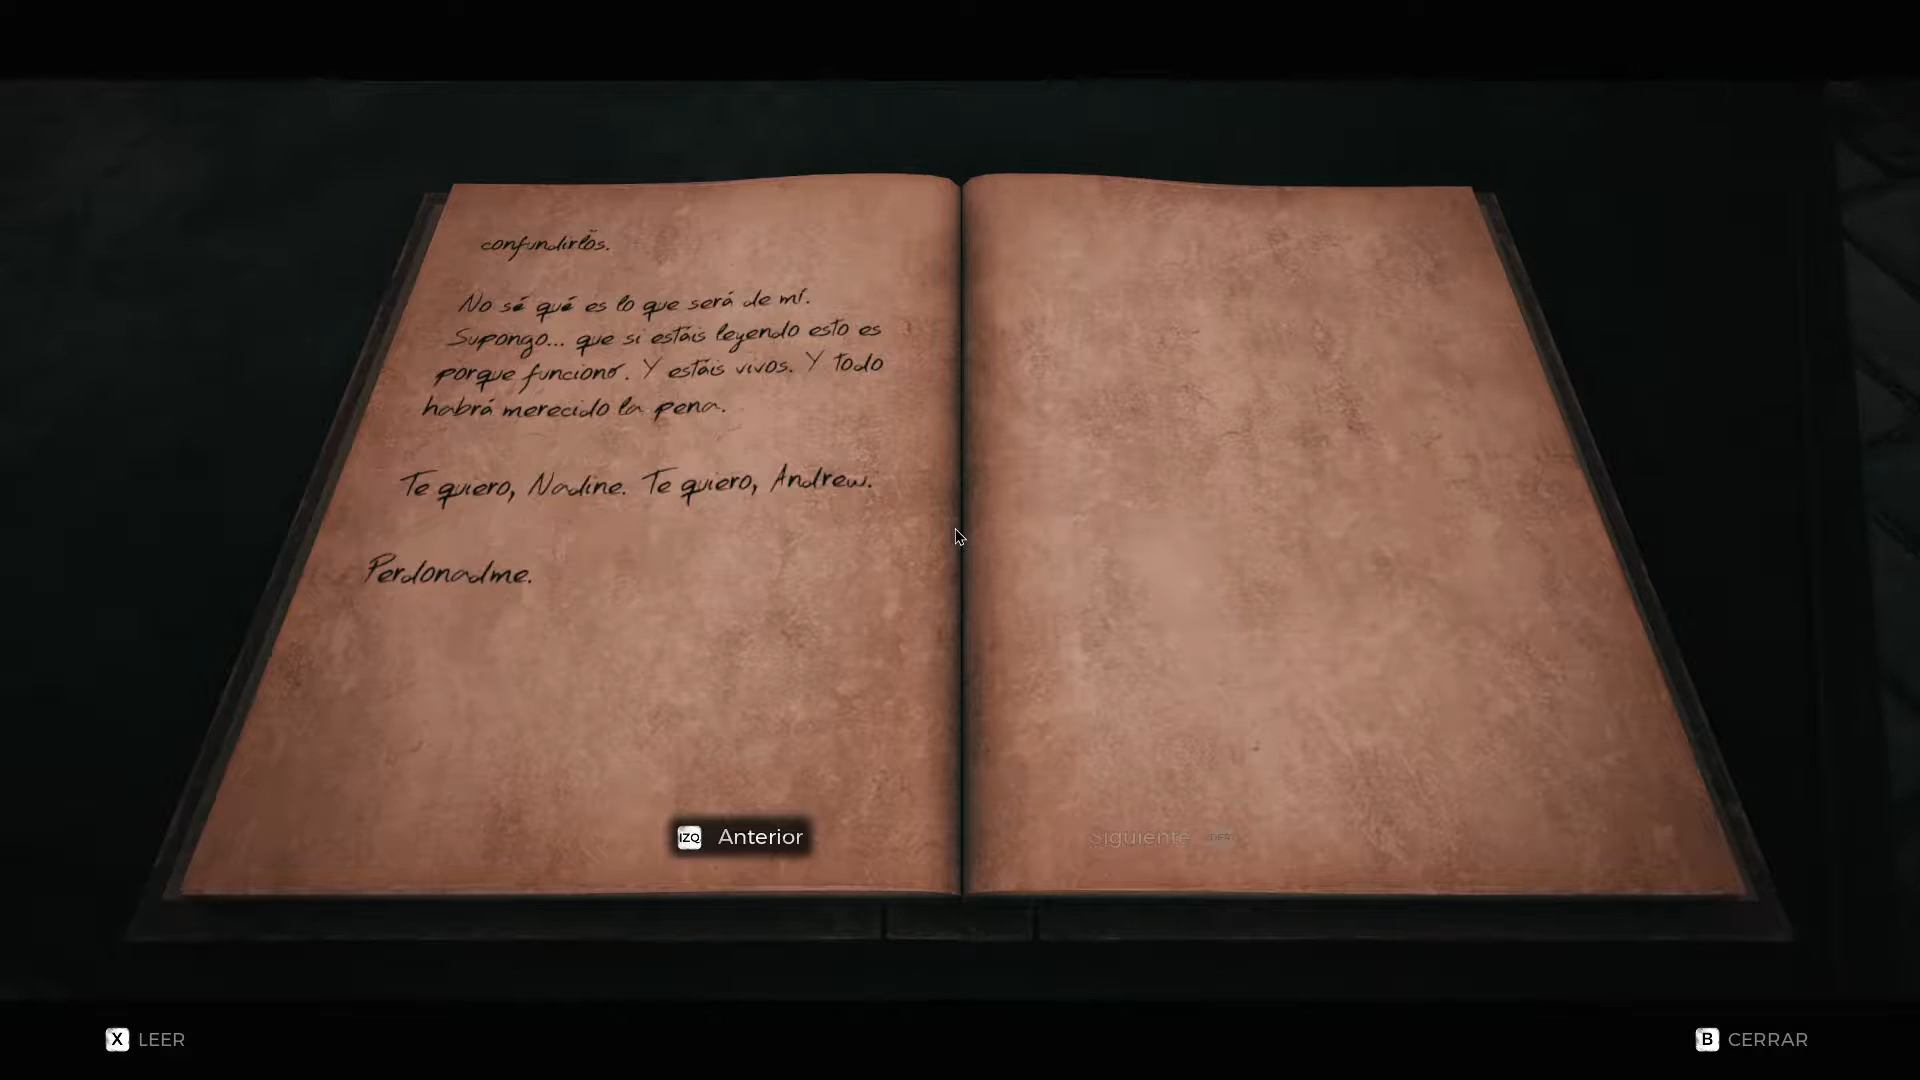 confundirlos.
No sé qué es lo que será de mí.
Supongo... que si estáis leyendo esto es
porque funcionó. Y estáis vivos. Y todo
habrá merecido la pena.
Te quiero, Nadine. Te quiero, Andrew.
Perdonadme.
IZQ Anterior
Siguiente DER
X LEER
B CERRAR